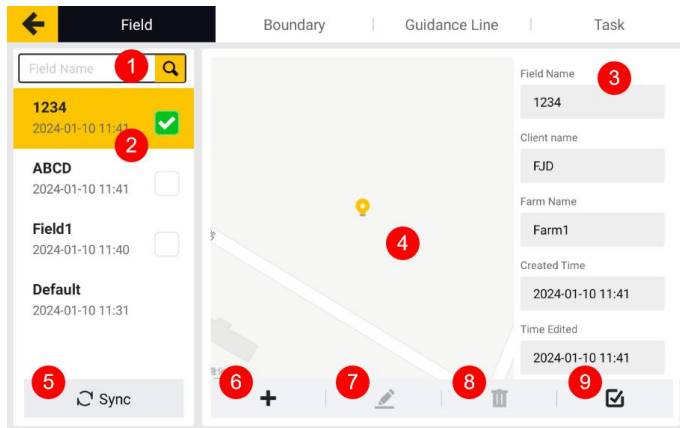 Field
Boundary
Guidance Line
Task
Field Name
1
1234
2024-01-10 11:41
2
ABCD
2024-01-10 11:41
Field1
2024-01-10 11:40
Default
2024-01-10 11:31
5
Sync
4
Field Name
3
1234
Client name
FJD
Farm Name
Farm1
Created Time
2024-01-10 11:41
Time Edited
2024-01-10 11:41
6
7
8
9